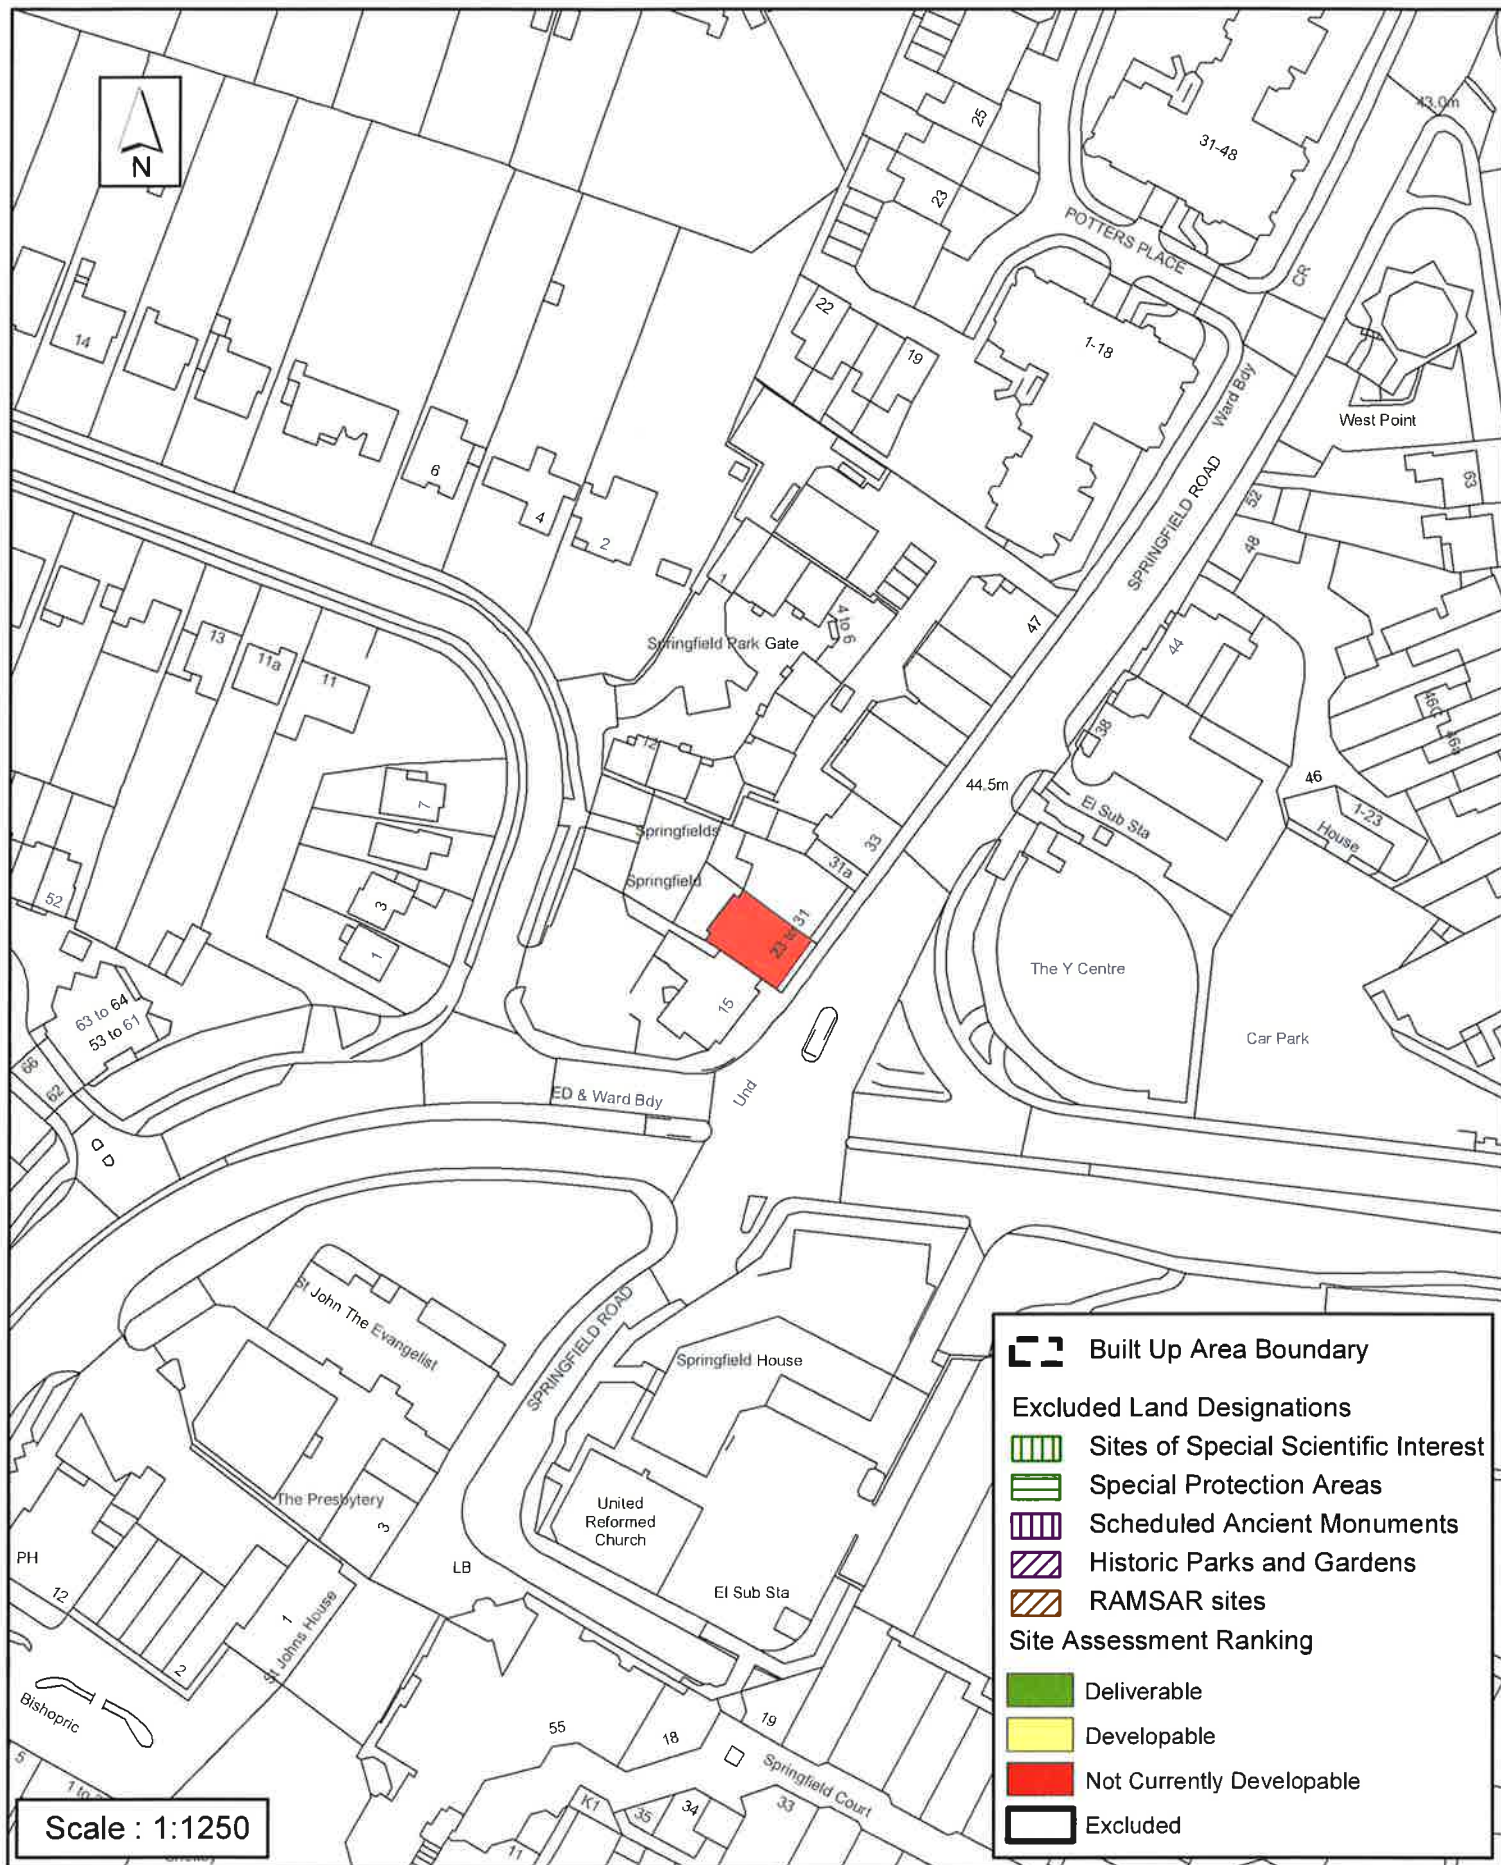 N
43.0m
25
31-48
23
POTTERS PLACE
CR
22
19
1-18
14
Ward Bdy
West Point
6
4
2
SPRINGFIELD ROAD
63
52
48
1
4 to 6
47
44
13
11a
11
Springfield Park Gate
46c
46a
38
12
7
44.5m
46
El Sub Sta
1-23
House
Springfields
33
31a
Springfield
52
3
23 to 31
1
The Y Centre
15
63 to 64
53 to 61
Car Park
66
62
ED & Ward Bdy
Und
St John The Evangelist
SPRINGFIELD ROAD
Springfield House
The Presbytery
3
United
Reformed
Church
PH
LB
El Sub Sta
12
1
St Johns House
2
Bishopric
55
18
19
5
Springfield Court
K1
35
34
33
11
Built Up Area Boundary
Excluded Land Designations
Sites of Special Scientific Interest
Special Protection Areas
Scheduled Ancient Monuments
Historic Parks and Gardens
RAMSAR sites
Site Assessment Ranking
Deliverable
Developable
Not Currently Developable
Excluded
Scale : 1:1250